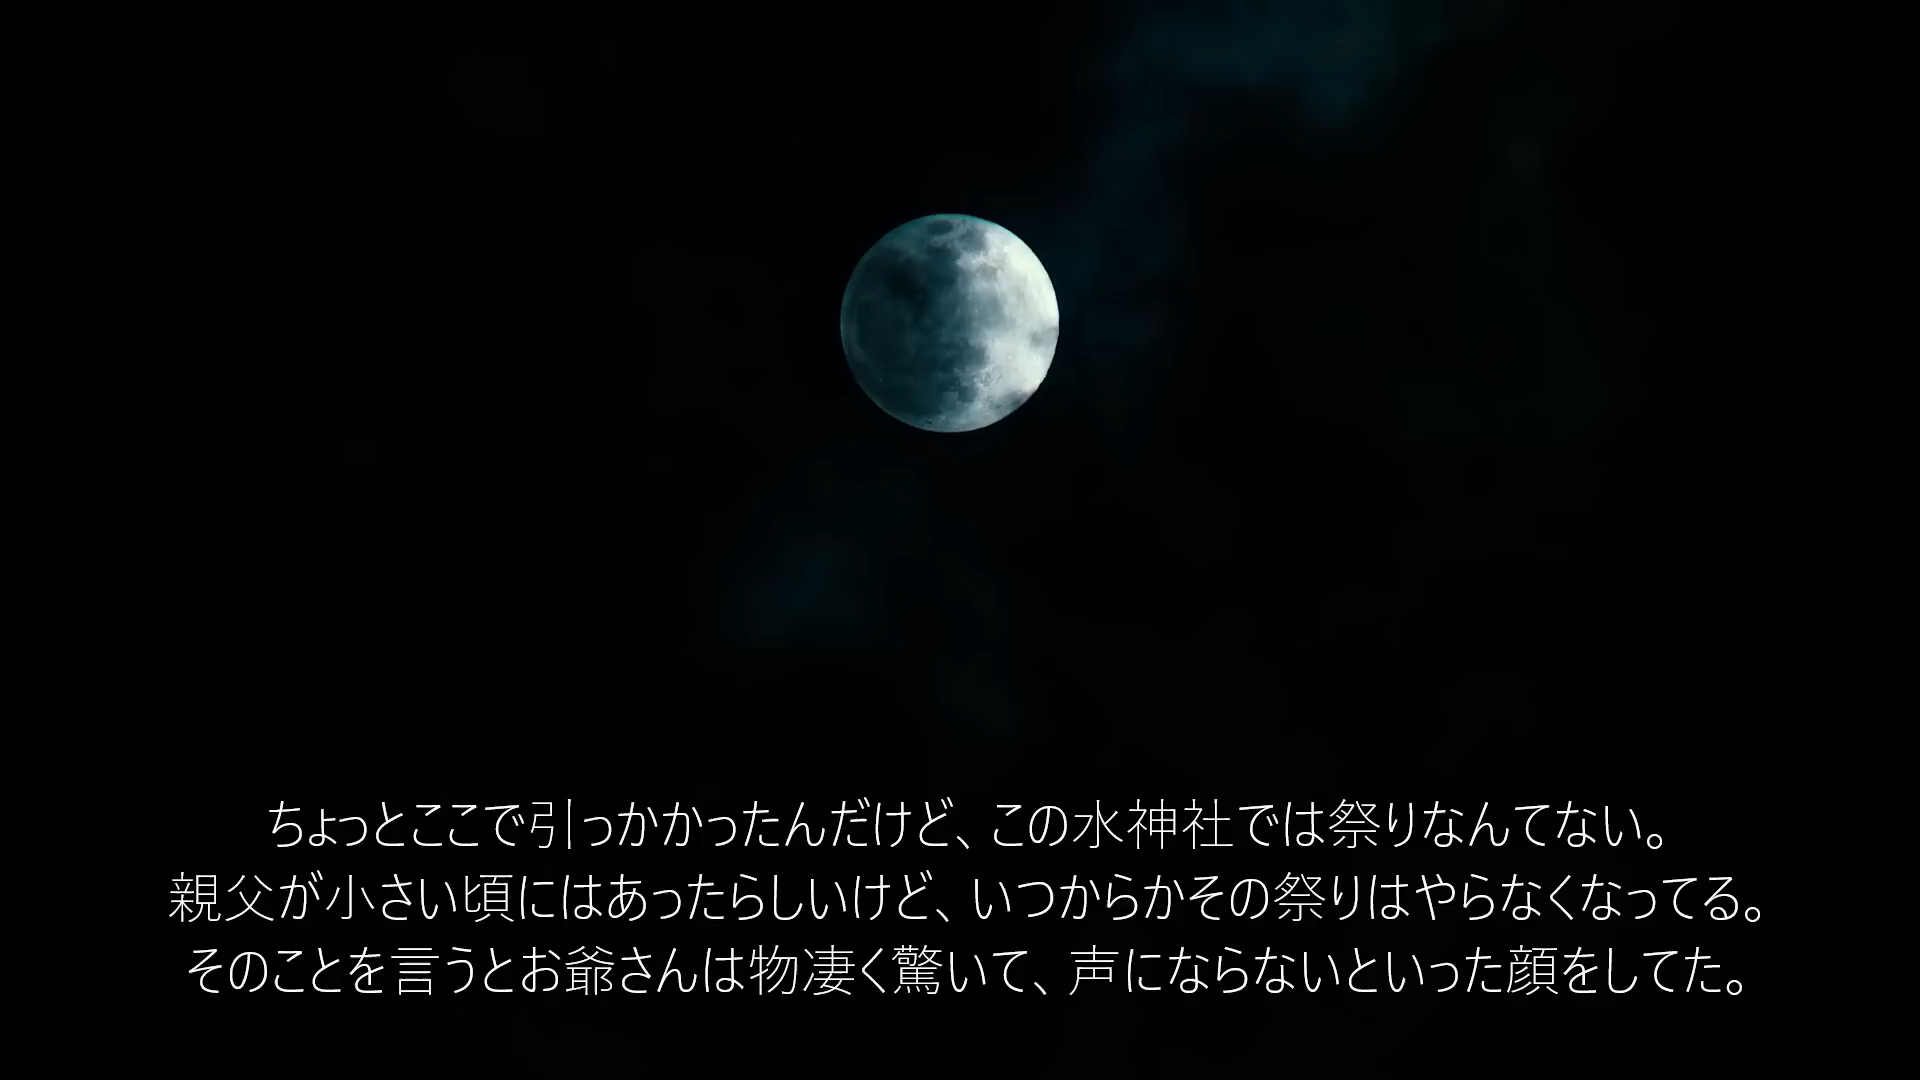 ちょっとここで引っかかったんだけど、この水神社では祭りなんてない。
親父が小さい頃にはあったらしいけど、いつからかその祭りはやらなくなってる。
そのことを言うとお爺さんは物凄く驚いて、声にならないといった顔をしてた。